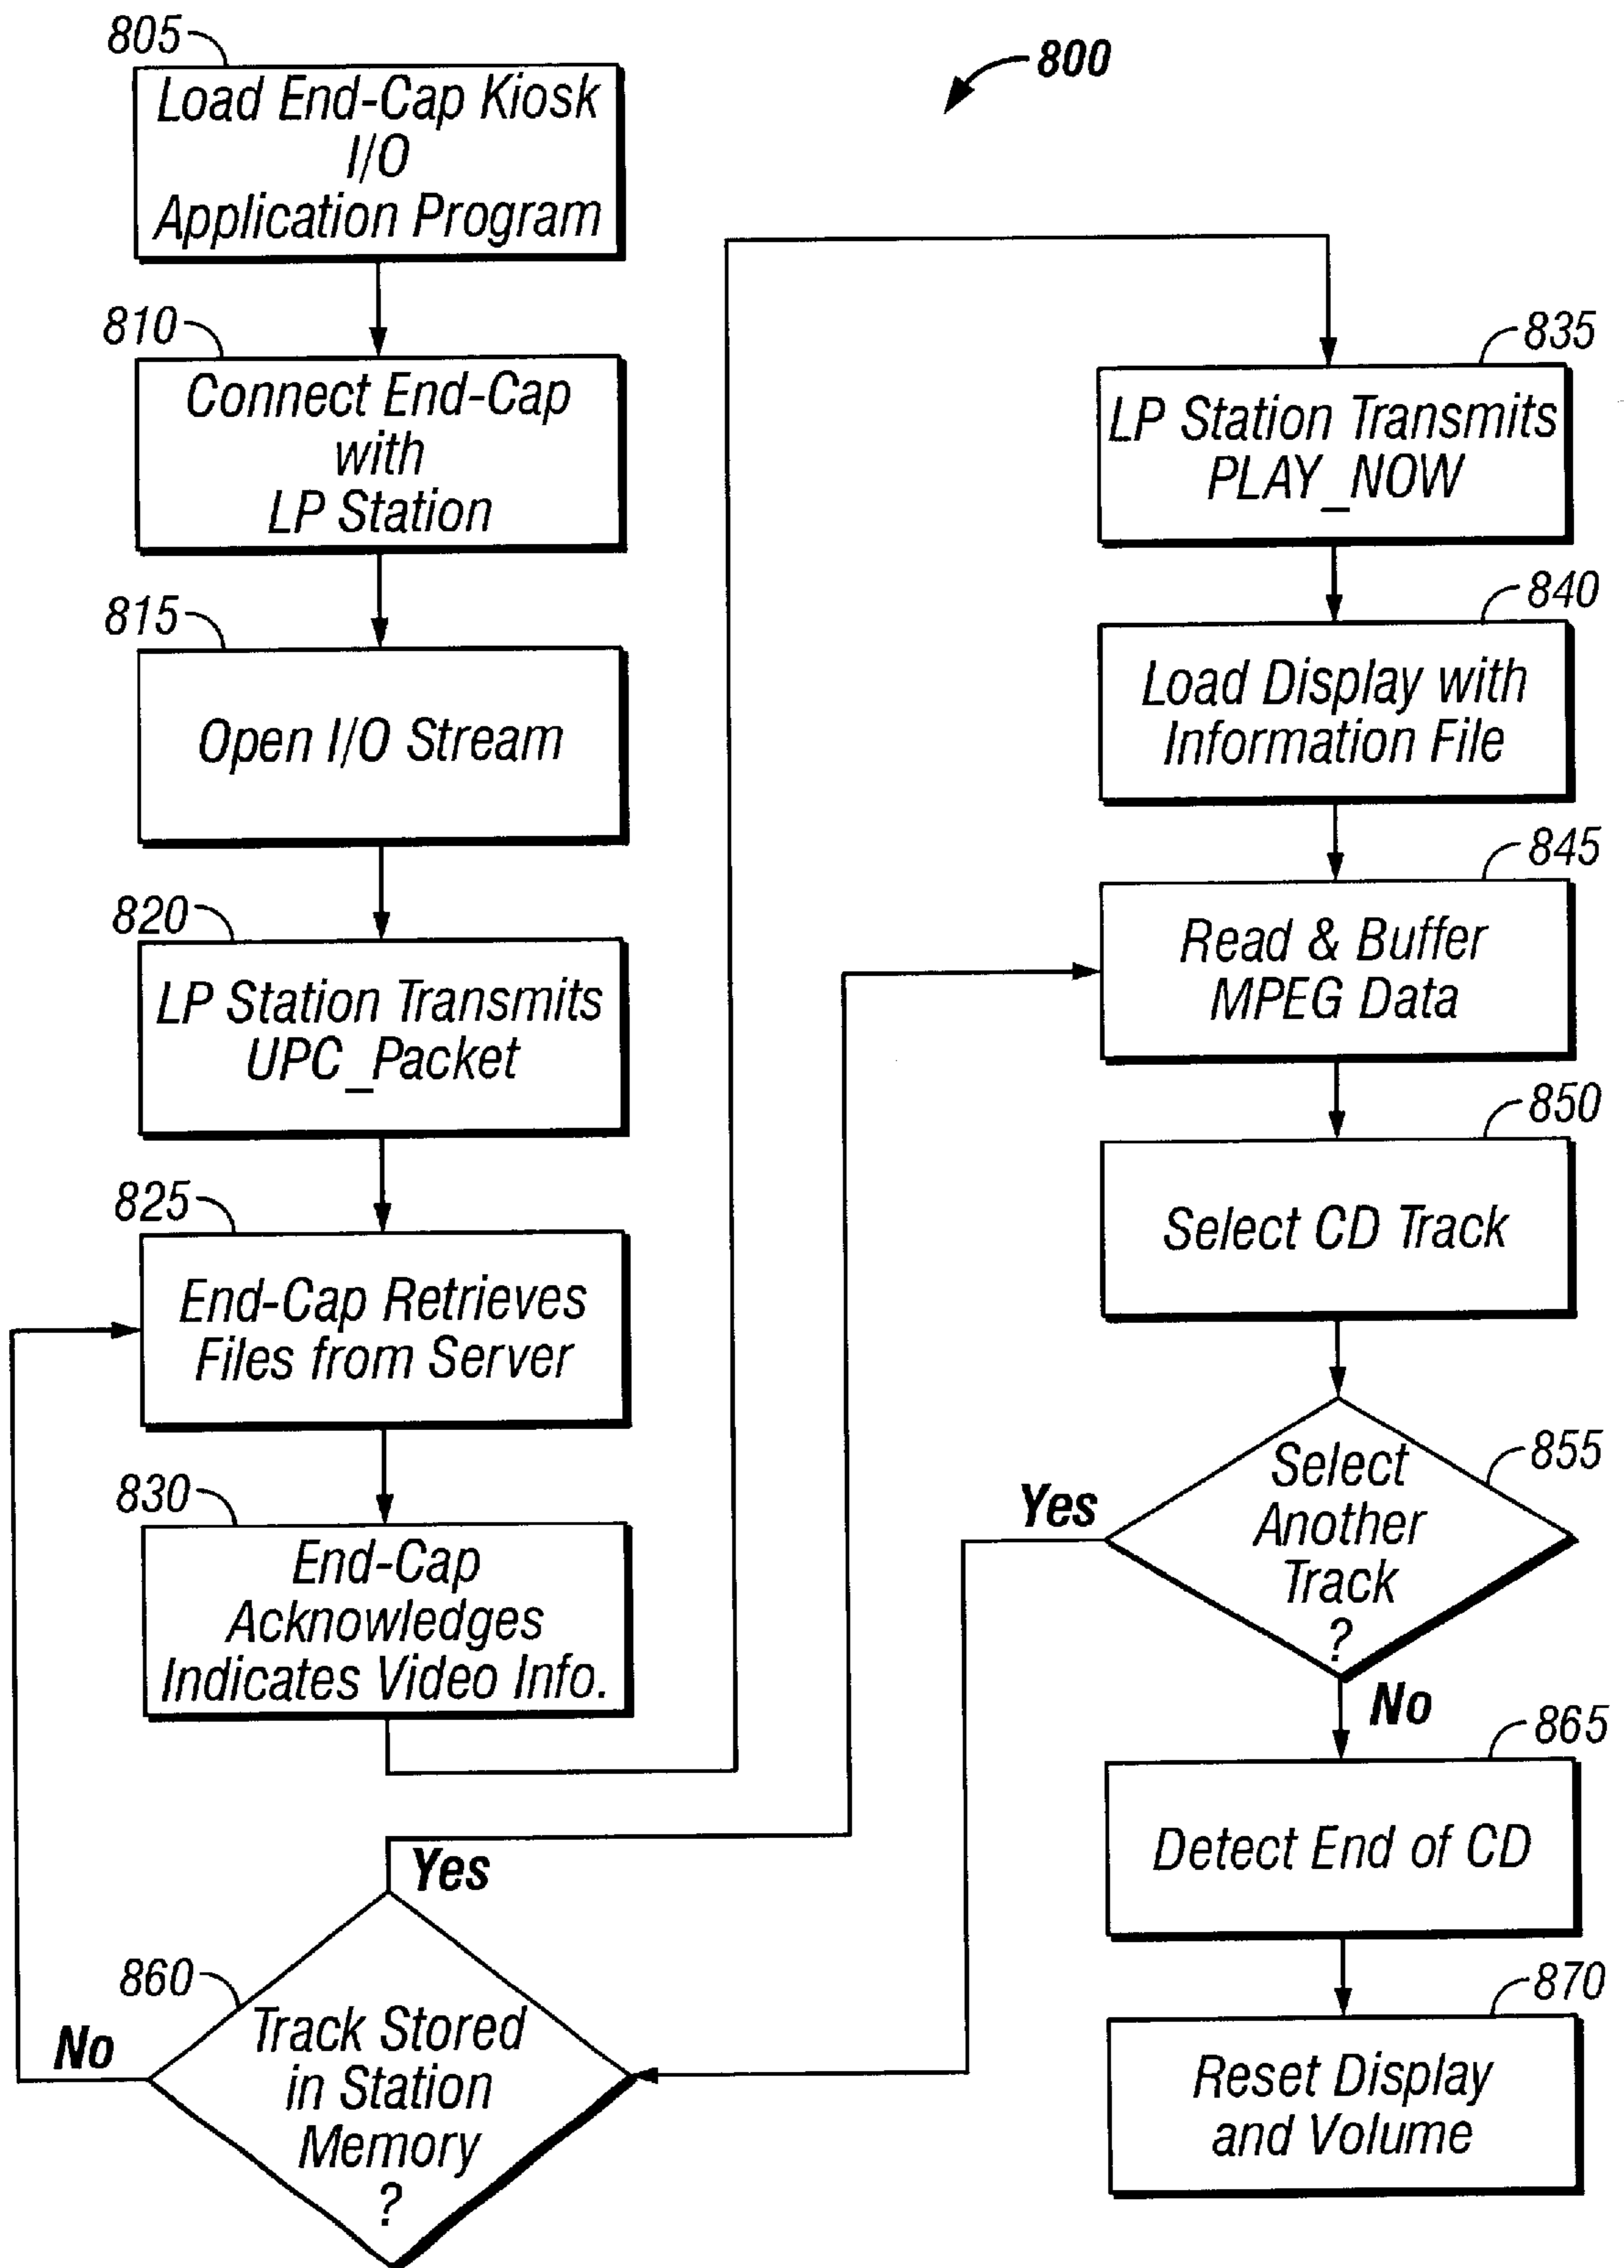 800
805
Load End-Cap Kiosk
I/O
Application Program
810
Connect End-Cap
with
LP Station
815
Open I/O Stream
820
LP Station Transmits
UPC_Packet
825
End-Cap Retrieves
Files from Server
830
End-Cap
Acknowledges
Indicates Video Info.
835
LP Station Transmits
PLAY_NOW
840
Load Display with
Information File
845
Read & Buffer
MPEG Data
850
Select CD Track
855
Select
Another
Track
?
Yes
No
860
Track Stored
in Station
Memory
?
Yes
No
865
Detect End of CD
870
Reset Display
and Volume